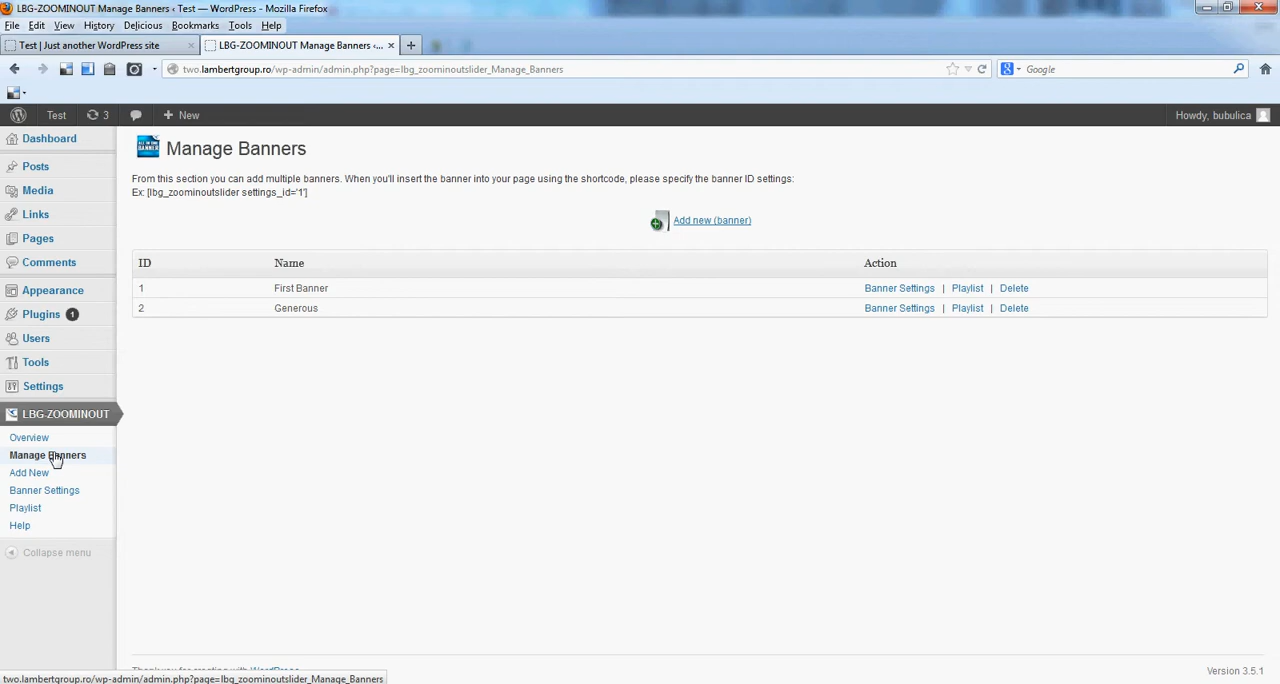 LBG-ZOOMINOUT Manage Banners ‹ Test — WordPress - Mozilla Firefox
File Edit View History Delicious Bookmarks Tools Help
Test | Just another WordPress site
LBG-ZOOMINOUT Manage Banners ‹...
two.lambertgroup.ro/wp-admin/admin.php?page=lbg_zoominoutslider_Manage_Banners
Google
Test 3 + New
Howdy, bubulica
Dashboard
Posts
Media
Links
Pages
Comments
Appearance
Plugins 1
Users
Tools
Settings
LBG-ZOOMINOUT
Overview
Manage Banners
Add New
Banner Settings
Playlist
Help
Collapse menu
Manage Banners
From this section you can add multiple banners. When you'll insert the banner into your page using the shortcode, please specify the banner ID settings:
Ex: [lbg_zoominoutslider settings_id='1']
Add new (banner)
ID Name Action
1 First Banner Banner Settings | Playlist | Delete
2 Generous Banner Settings | Playlist | Delete
Thank you for creating with WordPress
Version 3.5.1
two.lambertgroup.ro/wp-admin/admin.php?page=lbg_zoominoutslider_Manage_Banners